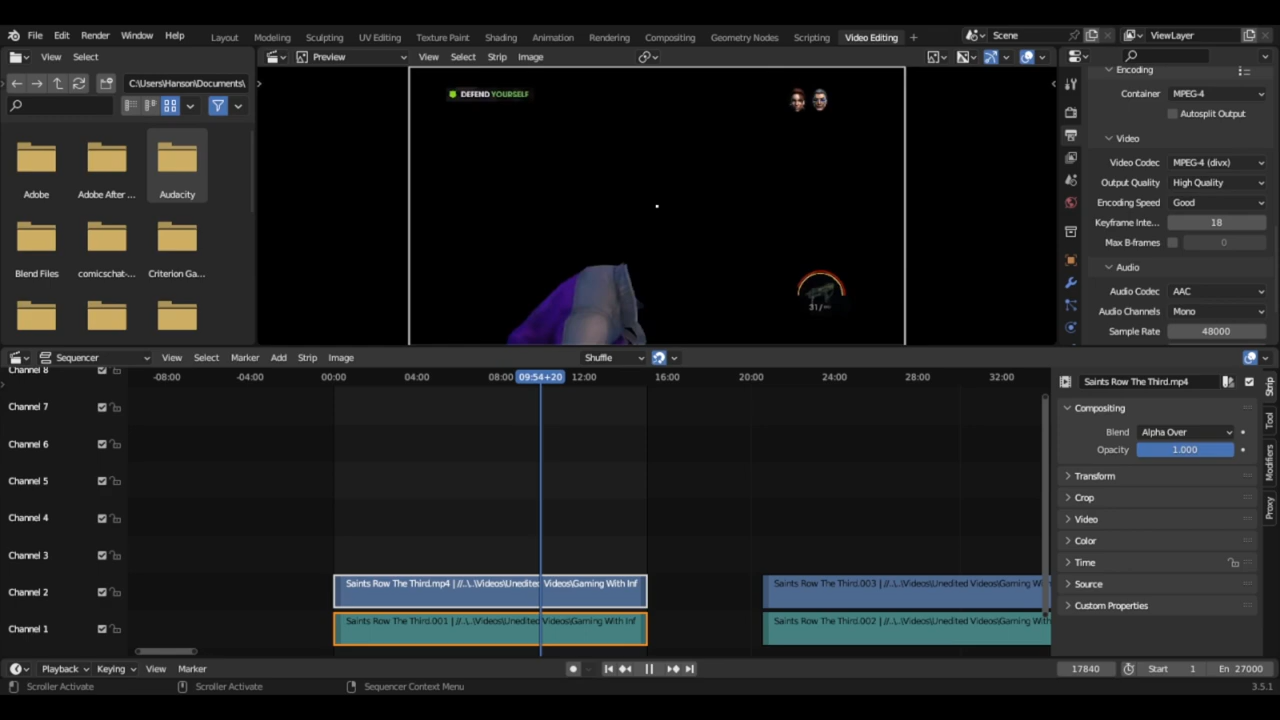 File Edit Render Window Help Layout Modeling Sculpting UV Editing Texture Paint Shading Animation Rendering Compositing Geometry Nodes Scripting Video Editing + Scene ViewLayer
View Select Preview View Select Strip Image
C:\Users\Hanson\Documents\
Encoding
Container MPEG-4
Autosplit Output
DEFEND YOURSELF
Video
Video Codec MPEG-4 (divx)
Output Quality High Quality
Encoding Speed Good
Keyframe Inte... 18
Max B-frames 0
Audio
Audio Codec AAC
Audio Channels Mono
Sample Rate 48000
Adobe Adobe After ... Audacity
Blend Files comicschat-... Criterion Ga...
31/∞
Sequencer View Select Marker Add Strip Image Shuffle
-08:00 -04:00 00:00 04:00 08:00 09:54+20 12:00 16:00 20:00 24:00 28:00 32:00
Channel 8
Channel 7
Channel 6
Channel 5
Channel 4
Channel 3
Channel 2
Channel 1
Saints Row The Third.mp4 | //..\..\Videos\Unedited Videos\Gaming With Inf
Saints Row The Third.003 | //..\..\Videos\Unedited Videos\Gaming With
Saints Row The Third.001 | //..\..\Videos\Unedited Videos\Gaming With Inf
Saints Row The Third.002 | //..\..\Videos\Unedited Videos\Gaming With
Saints Row The Third.mp4
Compositing
Blend Alpha Over
Opacity 1.000
Transform
Crop
Video
Color
Time
Source
Custom Properties
Strip
Tool
Modifiers
Proxy
Playback Keying View Marker 17840 Start 1 En 27000
Scroller Activate Scroller Activate Sequencer Context Menu 3.5.1